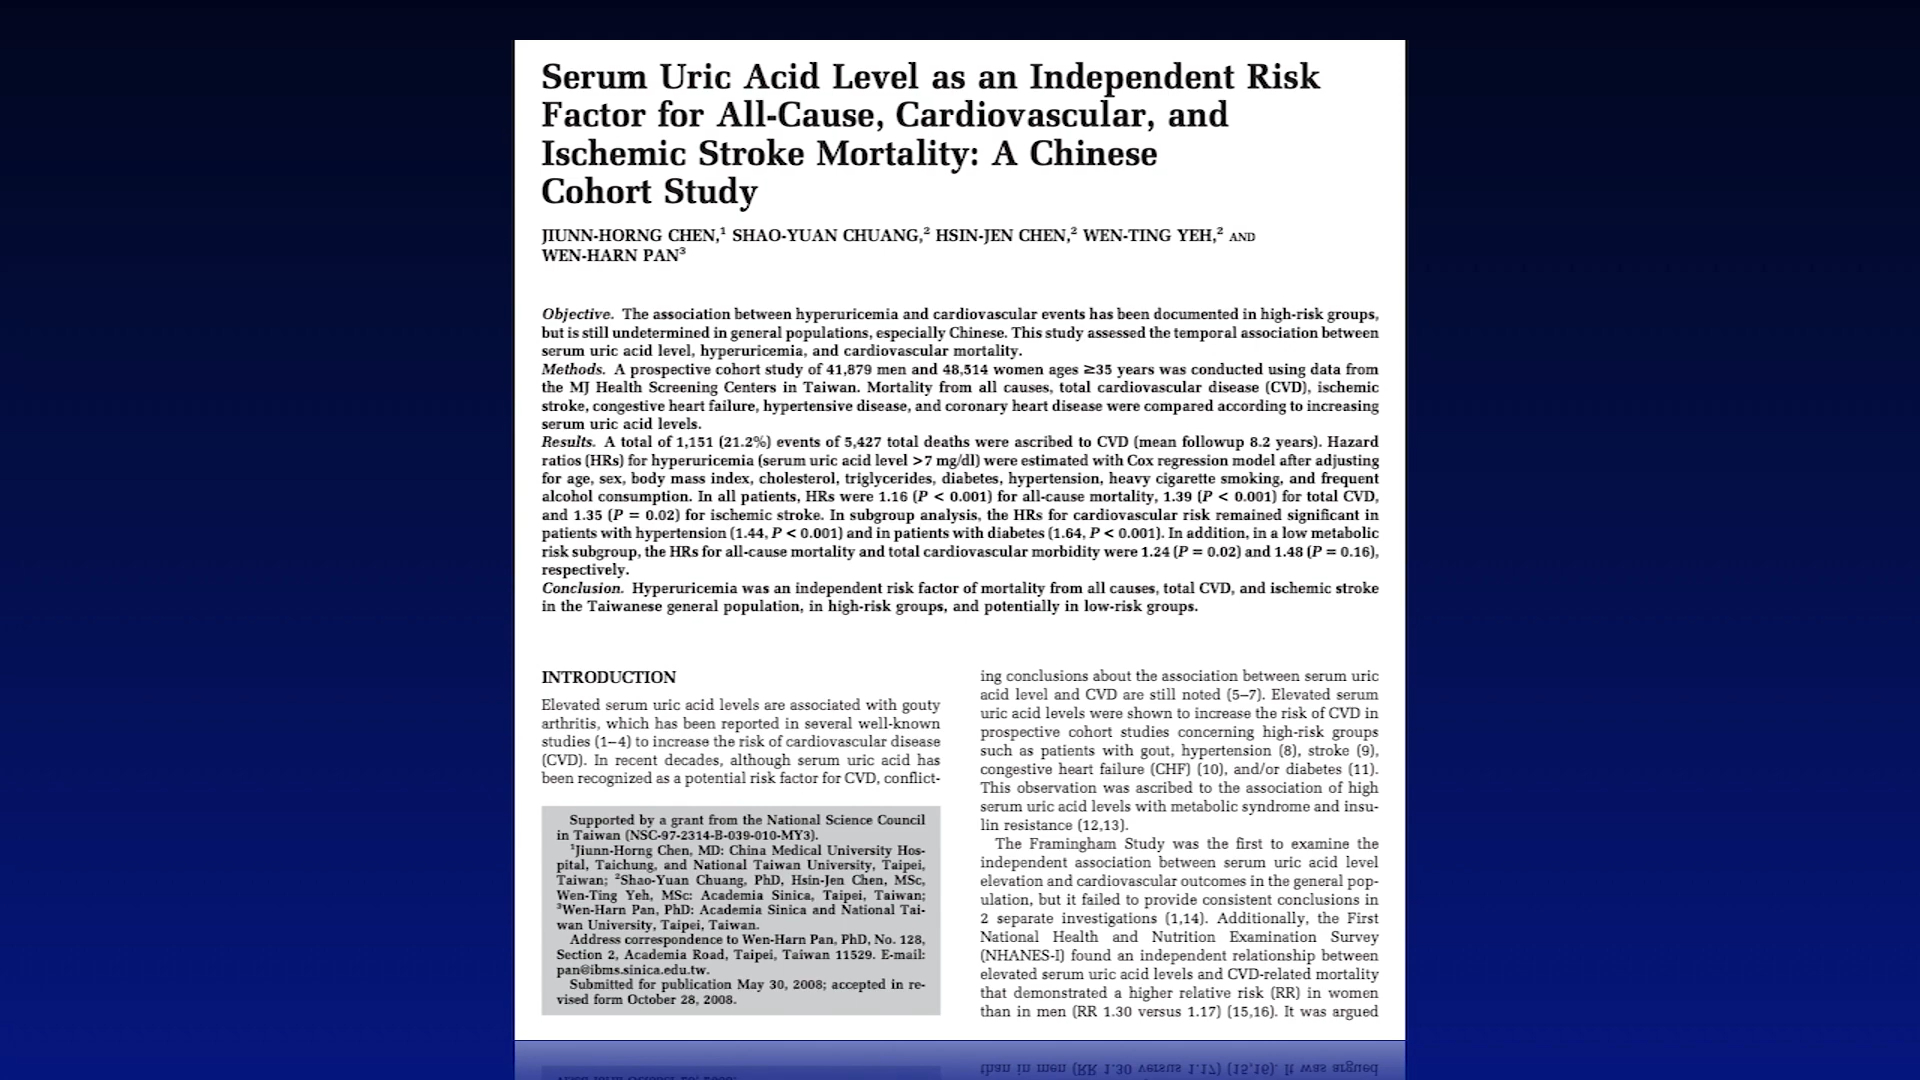 Serum Uric Acid Level as an Independent Risk
Factor for All-Cause, Cardiovascular, and
Ischemic Stroke Mortality: A Chinese
Cohort Study
JIUNN-HORNG CHEN,¹ SHAO-YUAN CHUANG,² HSIN-JEN CHEN,² WEN-TING YEH,² AND
WEN-HARN PAN³
Objective. The association between hyperuricemia and cardiovascular events has been documented in high-risk groups,
but is still undetermined in general populations, especially Chinese. This study assessed the temporal association between
serum uric acid level, hyperuricemia, and cardiovascular mortality.
Methods. A prospective cohort study of 41,879 men and 48,514 women ages ≥35 years was conducted using data from
the MJ Health Screening Centers in Taiwan. Mortality from all causes, total cardiovascular disease (CVD), ischemic
stroke, congestive heart failure, hypertensive disease, and coronary heart disease were compared according to increasing
serum uric acid levels.
Results. A total of 1,151 (21.2%) events of 5,427 total deaths were ascribed to CVD (mean followup 8.2 years). Hazard
ratios (HRs) for hyperuricemia (serum uric acid level >7 mg/dl) were estimated with Cox regression model after adjusting
for age, sex, body mass index, cholesterol, triglycerides, diabetes, hypertension, heavy cigarette smoking, and frequent
alcohol consumption. In all patients, HRs were 1.16 (P < 0.001) for all-cause mortality, 1.39 (P < 0.001) for total CVD,
and 1.35 (P = 0.02) for ischemic stroke. In subgroup analysis, the HRs for cardiovascular risk remained significant in
patients with hypertension (1.44, P < 0.001) and in patients with diabetes (1.64, P < 0.001). In addition, in a low metabolic
risk subgroup, the HRs for all-cause mortality and total cardiovascular morbidity were 1.24 (P = 0.02) and 1.48 (P = 0.16),
respectively.
Conclusion. Hyperuricemia was an independent risk factor of mortality from all causes, total CVD, and ischemic stroke
in the Taiwanese general population, in high-risk groups, and potentially in low-risk groups.
INTRODUCTION
Elevated serum uric acid levels are associated with gouty
arthritis, which has been reported in several well-known
studies (1–4) to increase the risk of cardiovascular disease
(CVD). In recent decades, although serum uric acid has
been recognized as a potential risk factor for CVD, conflict-
Supported by a grant from the National Science Council
in Taiwan (NSC-97-2314-B-039-010-MY3).
¹Jiunn-Horng Chen, MD: China Medical University Hos-
pital, Taichung, and National Taiwan University, Taipei,
Taiwan; ²Shao-Yuan Chuang, PhD, Hsin-Jen Chen, MSc,
Wen-Ting Yeh, MSc: Academia Sinica, Taipei, Taiwan;
³Wen-Harn Pan, PhD: Academia Sinica and National Tai-
wan University, Taipei, Taiwan.
Address correspondence to Wen-Harn Pan, PhD, No. 128,
Section 2, Academia Road, Taipei, Taiwan 11529. E-mail:
pan@ibms.sinica.edu.tw.
Submitted for publication May 30, 2008; accepted in re-
vised form October 28, 2008.
ing conclusions about the association between serum uric
acid level and CVD are still noted (5–7). Elevated serum
uric acid levels were shown to increase the risk of CVD in
prospective cohort studies concerning high-risk groups
such as patients with gout, hypertension (8), stroke (9),
congestive heart failure (CHF) (10), and/or diabetes (11).
This observation was ascribed to the association of high
serum uric acid levels with metabolic syndrome and insu-
lin resistance (12,13).
The Framingham Study was the first to examine the
independent association between serum uric acid level
elevation and cardiovascular outcomes in the general pop-
ulation, but it failed to provide consistent conclusions in
2 separate investigations (1,14). Additionally, the First
National Health and Nutrition Examination Survey
(NHANES-I) found an independent relationship between
elevated serum uric acid levels and CVD-related mortality
that demonstrated a higher relative risk (RR) in women
than in men (RR 1.30 versus 1.17) (15,16). It was argued